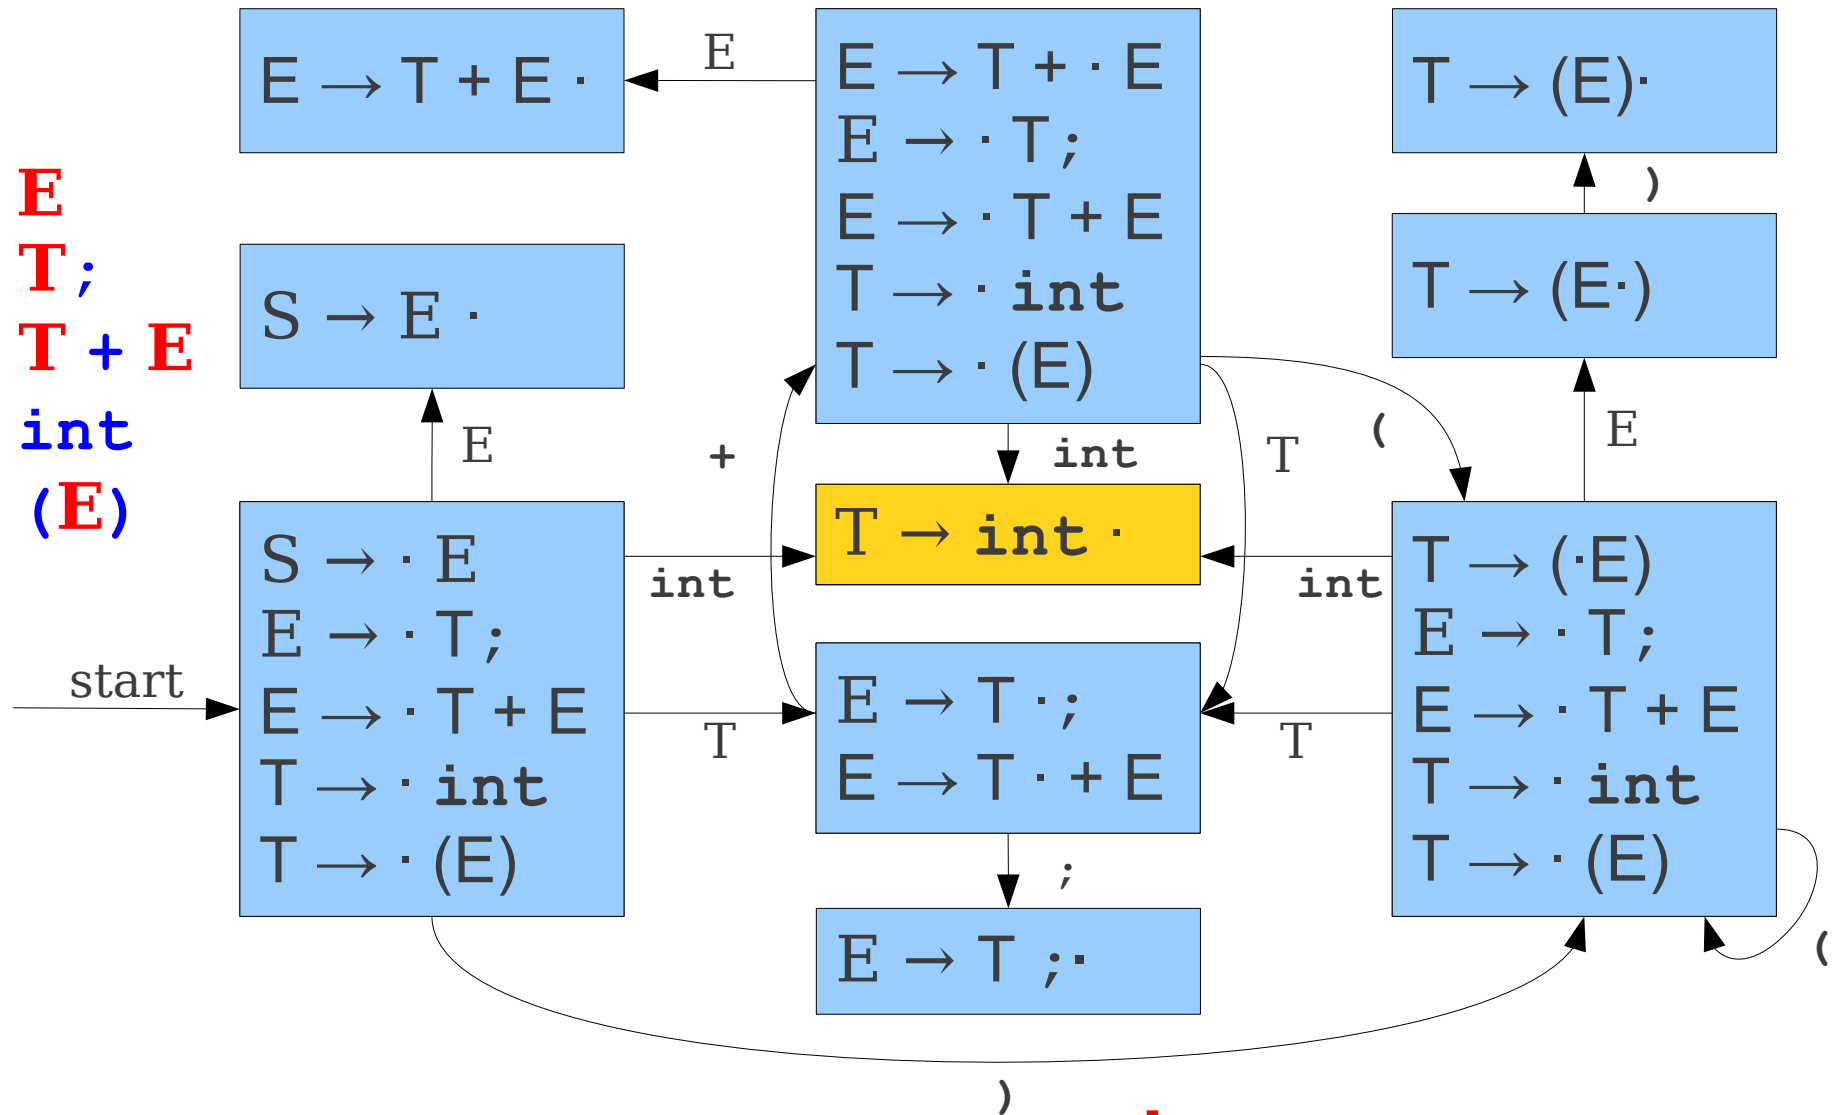 E → T + E ·
E
E → T + · E
E → · T ;
E → · T + E
T → · int
T → · (E)
T → (E)·
)
T → (E·)
E
T ;
T + E
int
(E)
S → E ·
E
+
int
T
(
E
T → int ·
int
int
start
S → · E
E → · T ;
E → · T + E
T → · int
T → · (E)
T
E → T · ;
E → T · + E
T
T → (·E)
E → · T ;
E → · T + E
T → · int
T → · (E)
;
E → T ;·
(
)